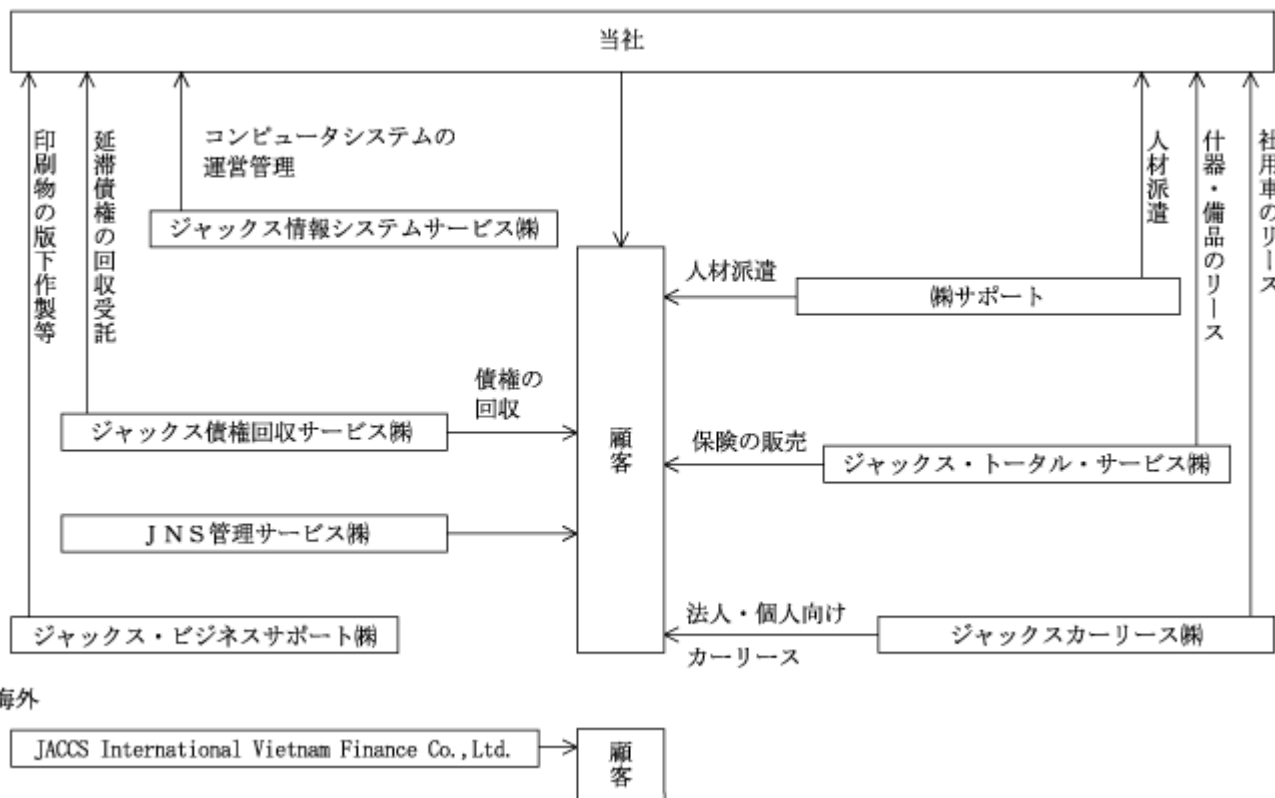 当社
印刷物の版下作製等
延滞債権の回収受託
コンピュータシステムの
運営管理
人材派遣
什器・備品のリース
社用車のリース
ジャックス情報システムサービス㈱
人材派遣
㈱サポート
債権の
回収
ジャックス債権回収サービス㈱
顧客
保険の販売
ジャックス・トータル・サービス㈱
ＪＮＳ管理サービス㈱
法人・個人向け
カーリース
ジャックスカーリース㈱
ジャックス・ビジネスサポート㈱
海外
JACCS International Vietnam Finance Co.,Ltd.
顧客